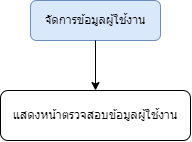 จัดการข้อมูลผู้ใช้งาน
แสดงหน้าตรวจสอบข้อมูลผู้ใช้งาน